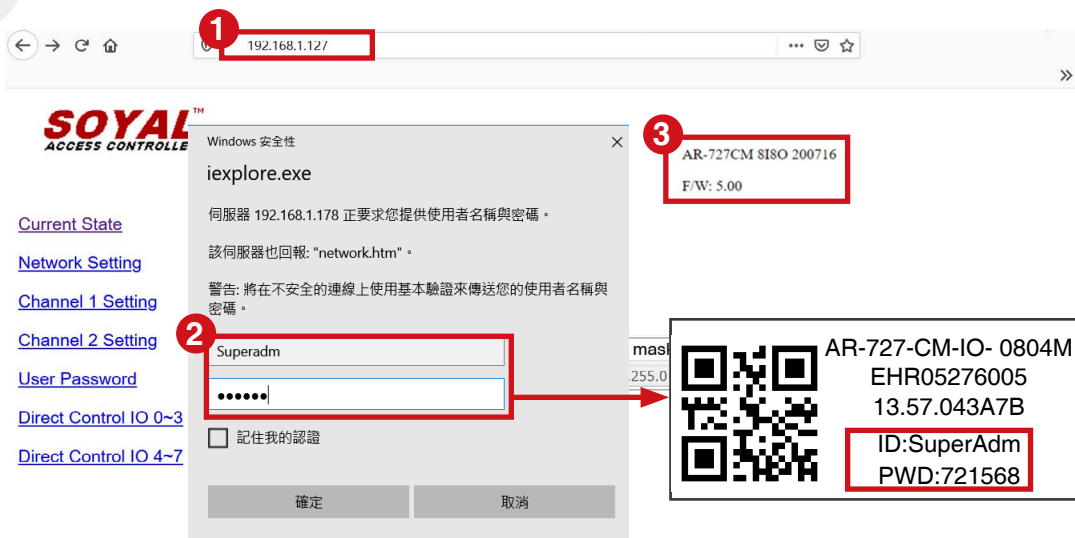 1
192.168.1.127
SOYAL™
ACCESS CONTROLLE
Current State
Network Setting
Channel 1 Setting
Channel 2 Setting
User Password
Direct Control IO 0~3
Direct Control IO 4~7
Windows 安全性
iexplore.exe
伺服器 192.168.1.178 正要求您提供使用者名稱與密碼。
該伺服器也回報: "network.htm"。
警告: 將在不安全的連線上使用基本驗證來傳送您的使用者名稱與
密碼。
2
Superadm
••••••
記住我的認證
確定
取消
3
AR-727CM 8I8O 200716
F/W: 5.00
mask
.255.0
AR-727-CM-IO- 0804M
EHR05276005
13.57.043A7B
ID:SuperAdm
PWD:721568